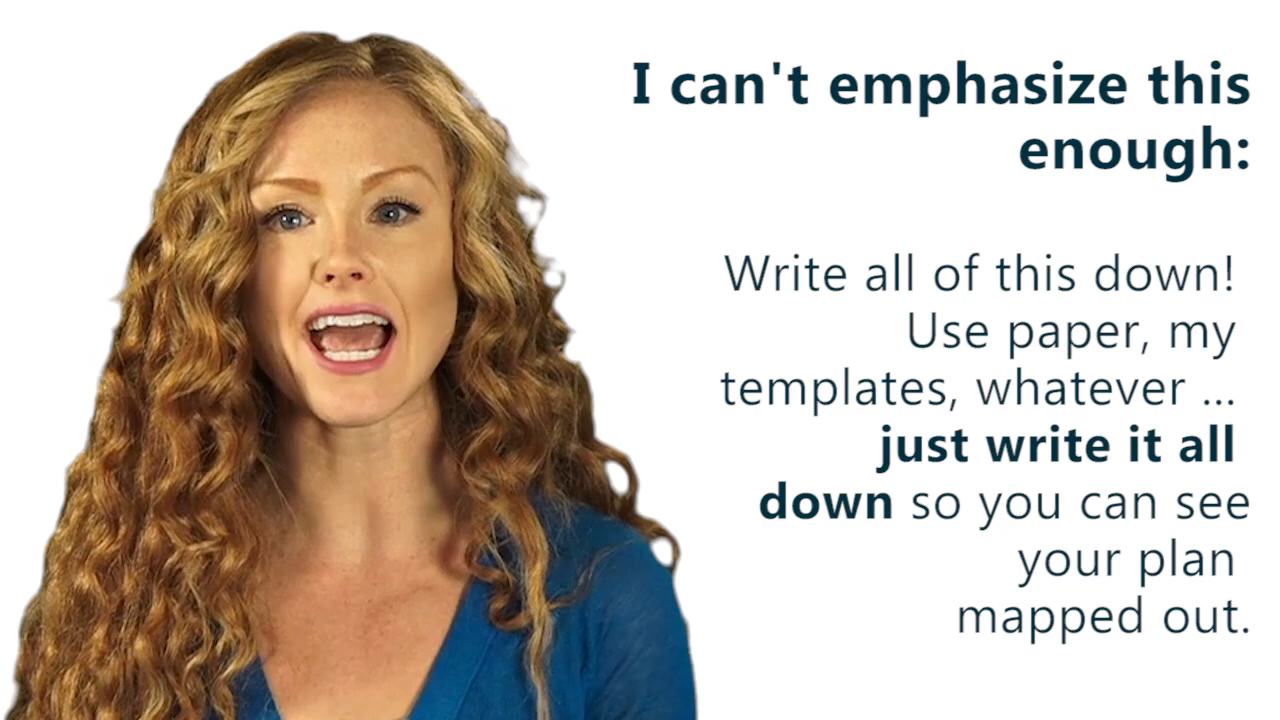 I can't emphasize this
enough:
Write all of this down!
Use paper, my
templates, whatever ...
just write it all
down so you can see
your plan
mapped out.